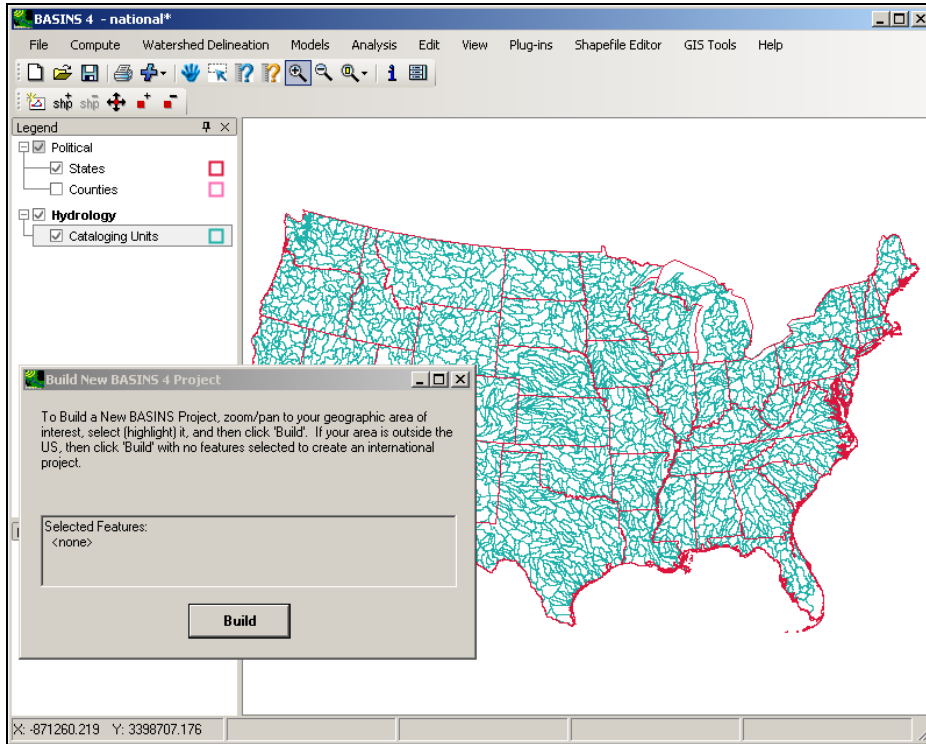 BASINS 4 - national*
File Compute Watershed Delineation Models Analysis Edit View Plug-ins Shapefile Editor GIS Tools Help
shp shp
Legend
Political
States
Counties
Hydrology
Cataloging Units
Build New BASINS 4 Project
To Build a New BASINS Project, zoom/pan to your geographic area of
interest, select (highlight) it, and then click 'Build'. If your area is outside the
US, then click 'Build' with no features selected to create an international
project.
Selected Features:
<none>
Build
X: -871260.219 Y: 3398707.176